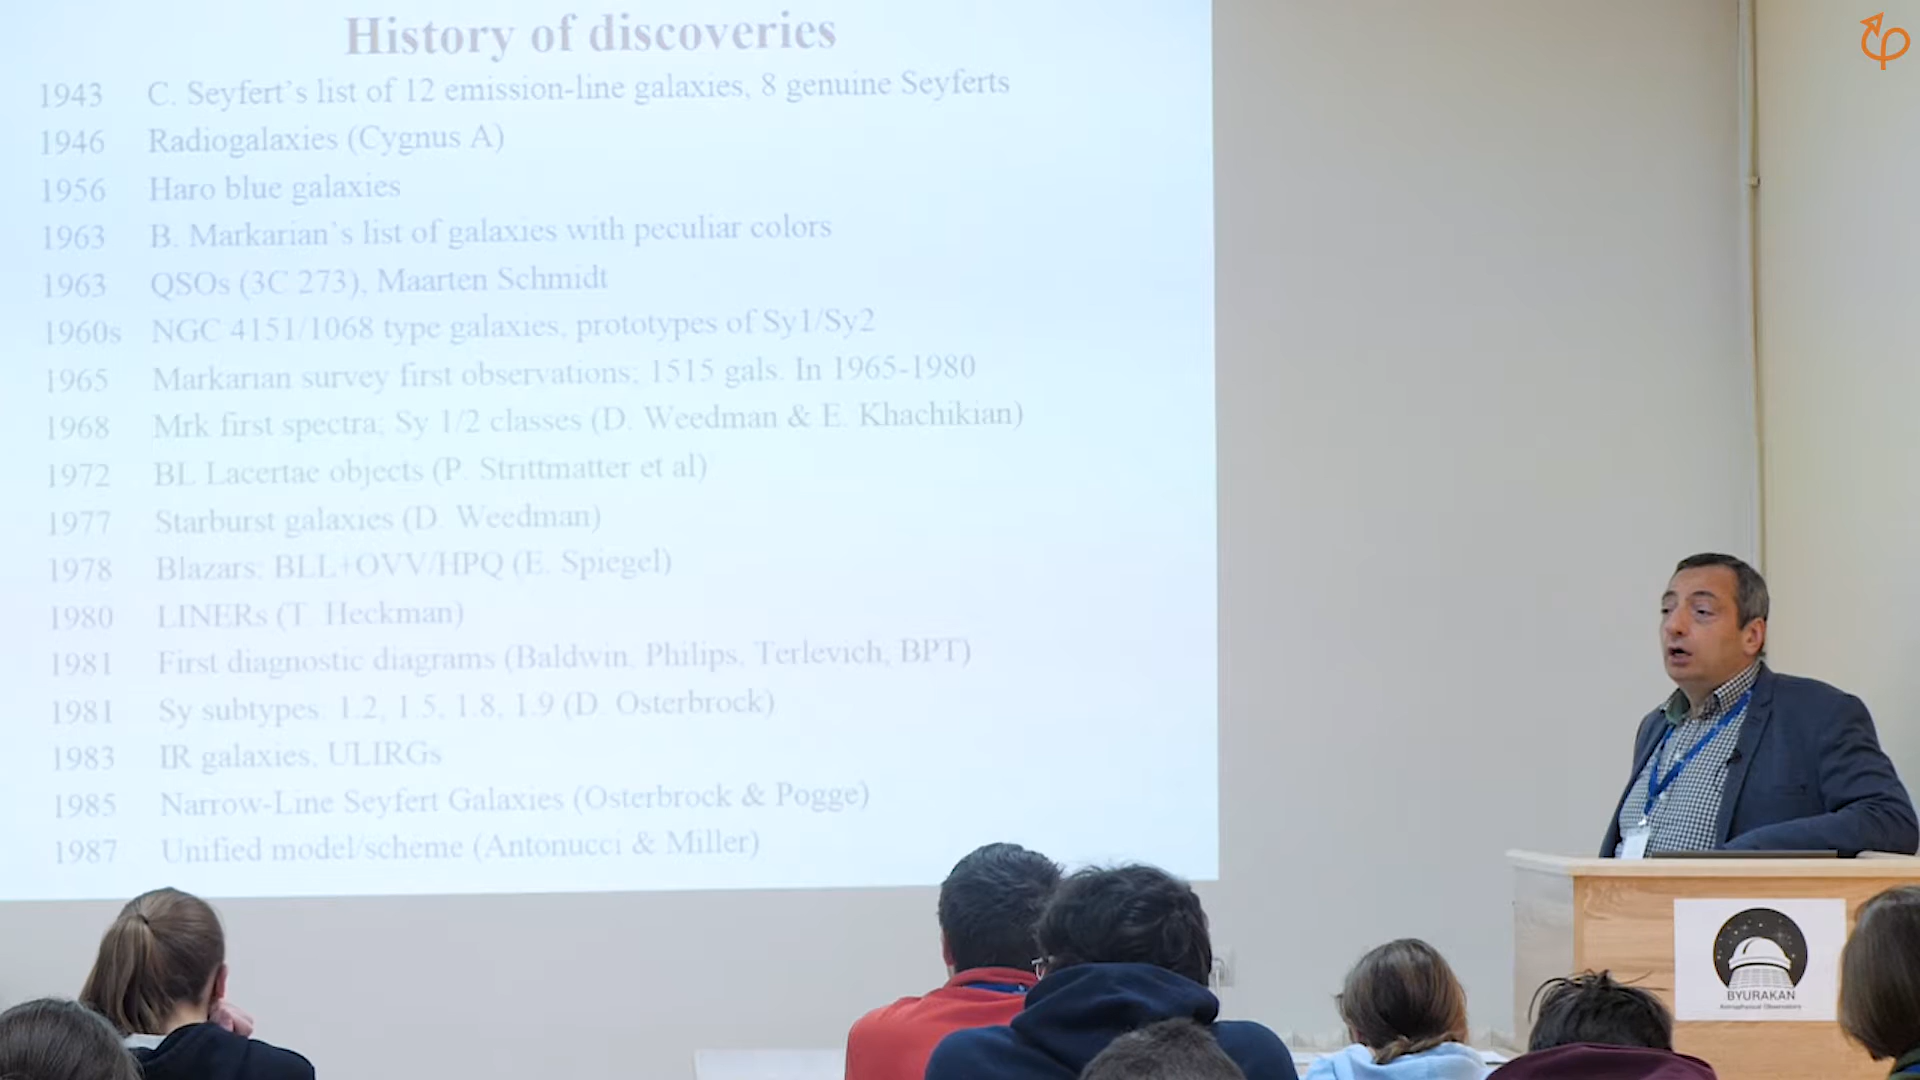 History of discoveries
1943 C. Seyfert's list of 12 emission-line galaxies, 8 genuine Seyferts
1946 Radiogalaxies (Cygnus A)
1956 Haro blue galaxies
1963 B. Markarian's list of galaxies with peculiar colors
1963 QSOs (3C 273), Maarten Schmidt
1960s NGC 4151/1068 type galaxies, prototypes of Sy1/Sy2
1965 Markarian survey first observations; 1515 gals. In 1965-1980
1968 Mrk first spectra; Sy 1/2 classes (D. Weedman & E. Khachikian)
1972 BL Lacertae objects (P. Strittmatter et al)
1977 Starburst galaxies (D. Weedman)
1978 Blazars: BLL+OVV/HPQ (E. Spiegel)
1980 LINERs (T. Heckman)
1981 First diagnostic diagrams (Baldwin, Philips, Terlevich, BPT)
1981 Sy subtypes: 1.2, 1.5, 1.8, 1.9 (D. Osterbrock)
1983 IR galaxies, ULIRGs
1985 Narrow-Line Seyfert Galaxies (Osterbrock & Pogge)
1987 Unified model/scheme (Antonucci & Miller)
BYURAKAN
Astrophysical Observatory